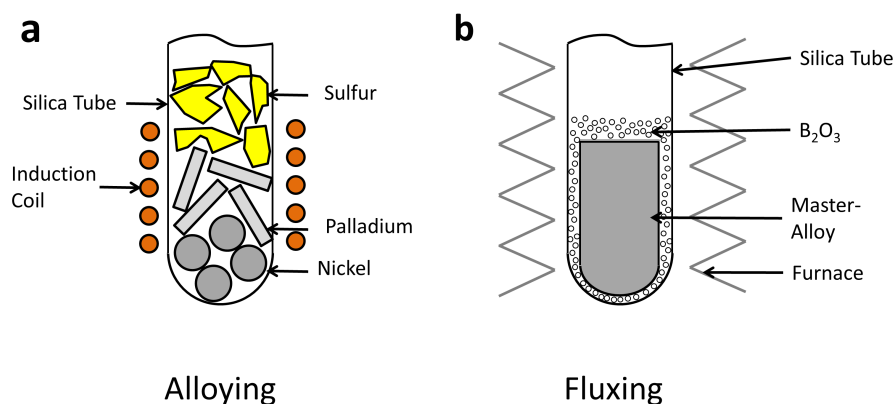 a
Silica Tube
Sulfur
Induction
Coil
Palladium
Nickel
Alloying
b
Silica Tube
B₂O₃
Master-
Alloy
Furnace
Fluxing